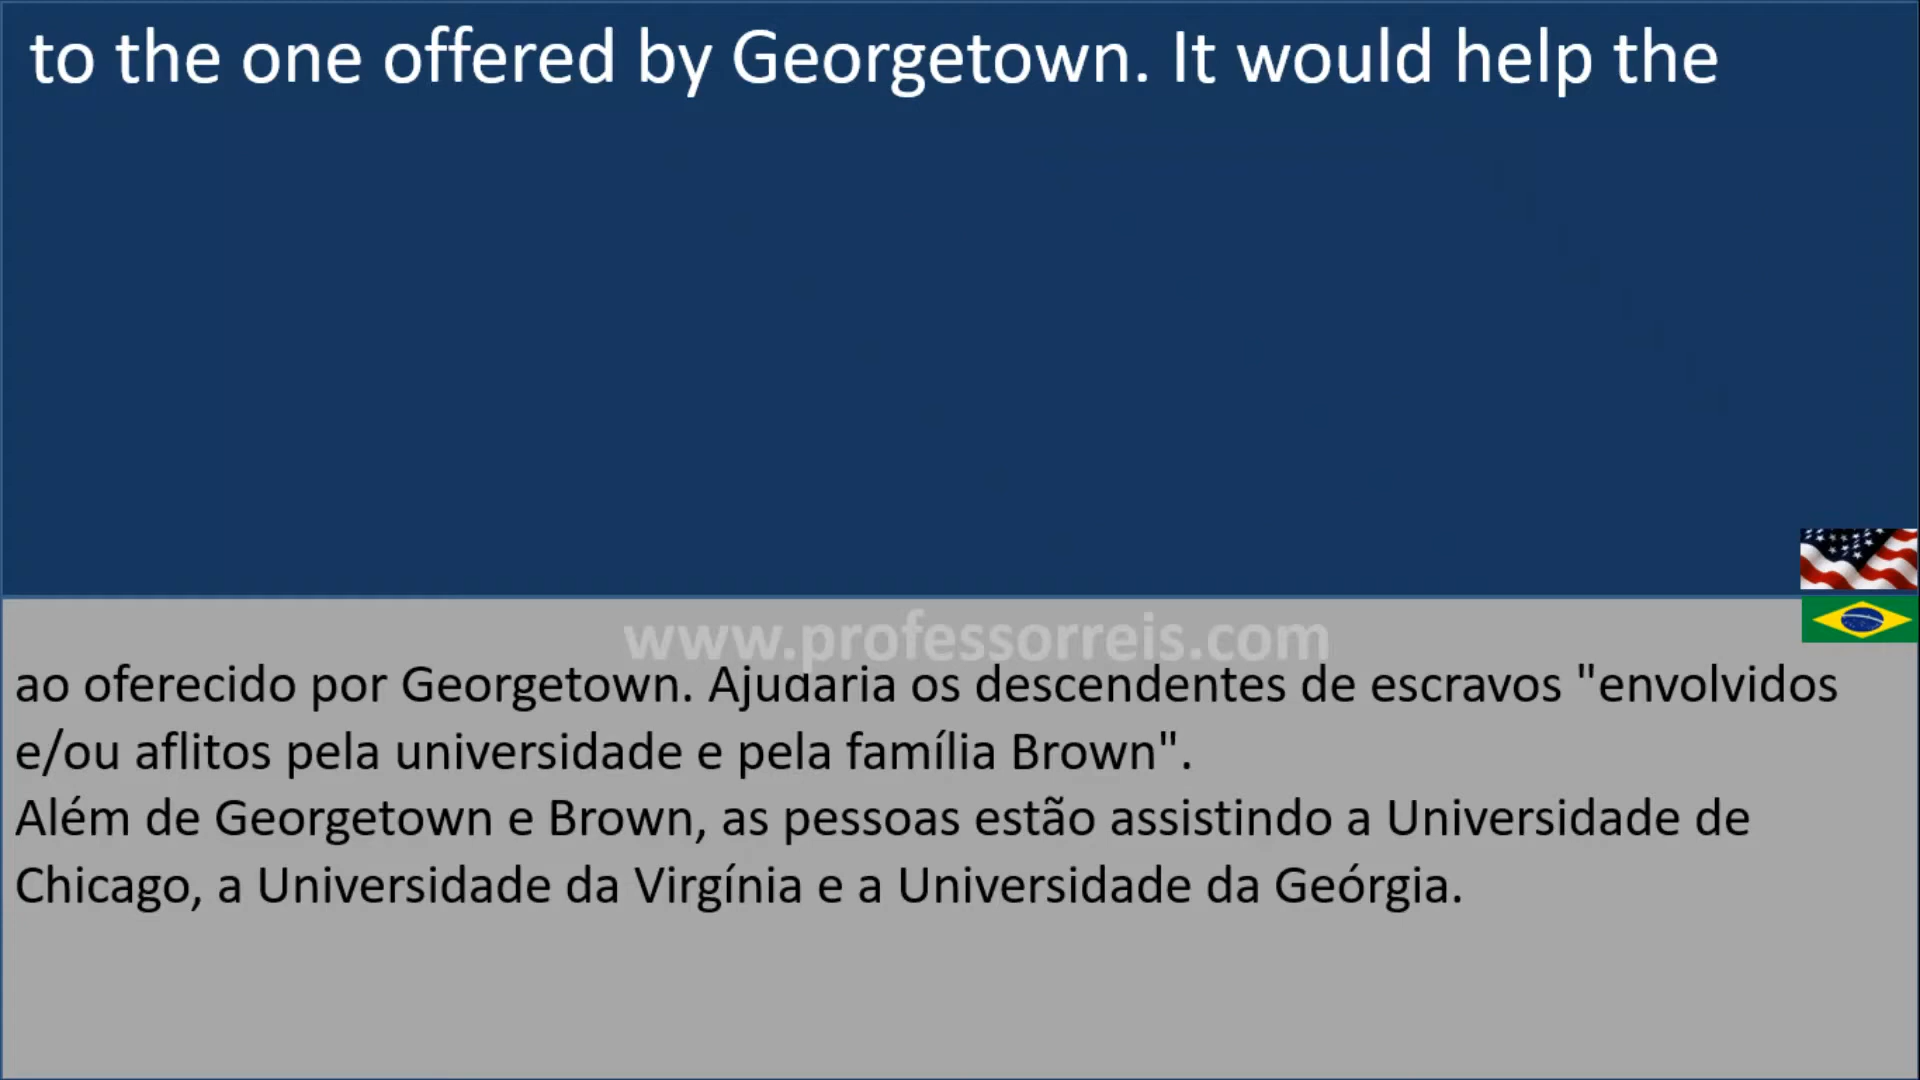 to the one offered by Georgetown. It would help the
www.professorreis.com
ao oferecido por Georgetown. Ajudaria os descendentes de escravos "envolvidos
e/ou aflitos pela universidade e pela família Brown".
Além de Georgetown e Brown, as pessoas estão assistindo a Universidade de
Chicago, a Universidade da Virgínia e a Universidade da Geórgia.